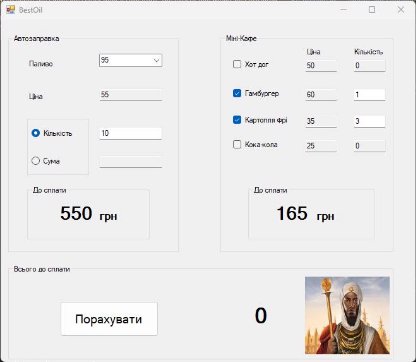 BestOil
Автозаправка
Паливо
95
Ціна
55
Кількість
10
Сума
До сплати
550 грн
Міні-Кафе
Ціна
Кількість
Хот дог
50
0
Гамбургер
60
1
Картопля фрі
35
3
Кока-кола
25
0
До сплати
165 грн
Всього до сплати
Порахувати
0